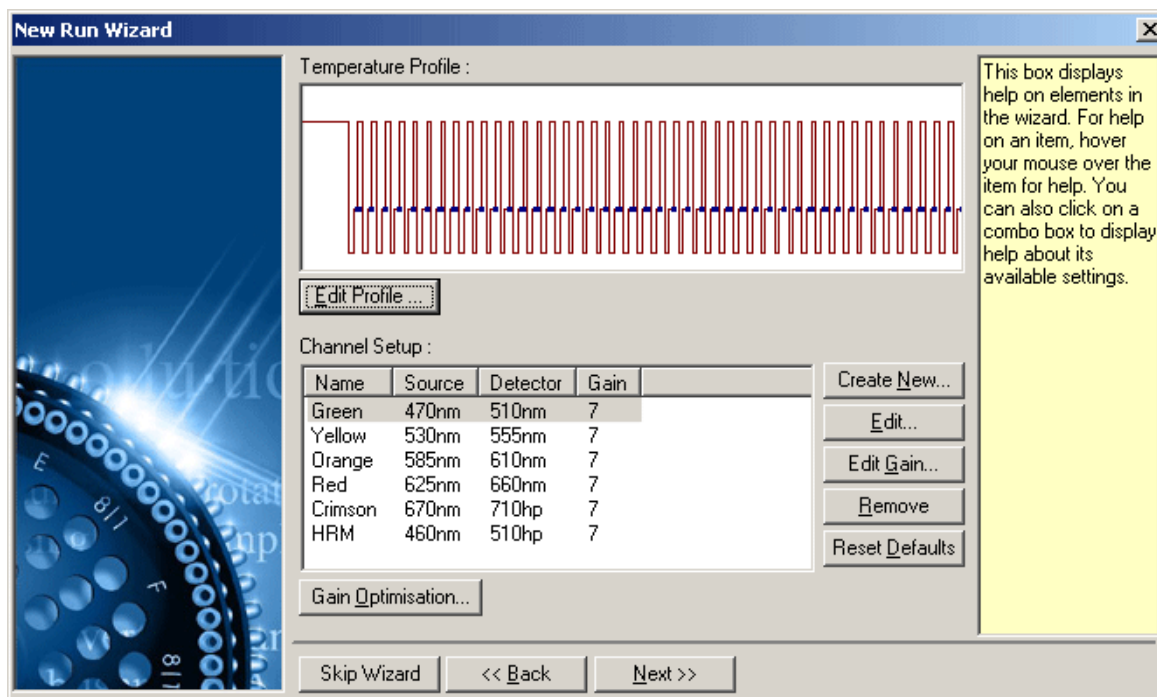 New Run Wizard
Temperature Profile :
This box displays
help on elements in
the wizard. For help
on an item, hover
your mouse over the
item for help. You
can also click on a
combo box to display
help about its
available settings.
Edit Profile ...
Channel Setup :
Name Source Detector Gain
Green 470nm 510nm 7
Yellow 530nm 555nm 7
Orange 585nm 610nm 7
Red 625nm 660nm 7
Crimson 670nm 710hp 7
HRM 460nm 510hp 7
Create New...
Edit...
Edit Gain...
Remove
Reset Defaults
Gain Optimisation...
Skip Wizard << Back Next >>
E
8/1
F
8/1